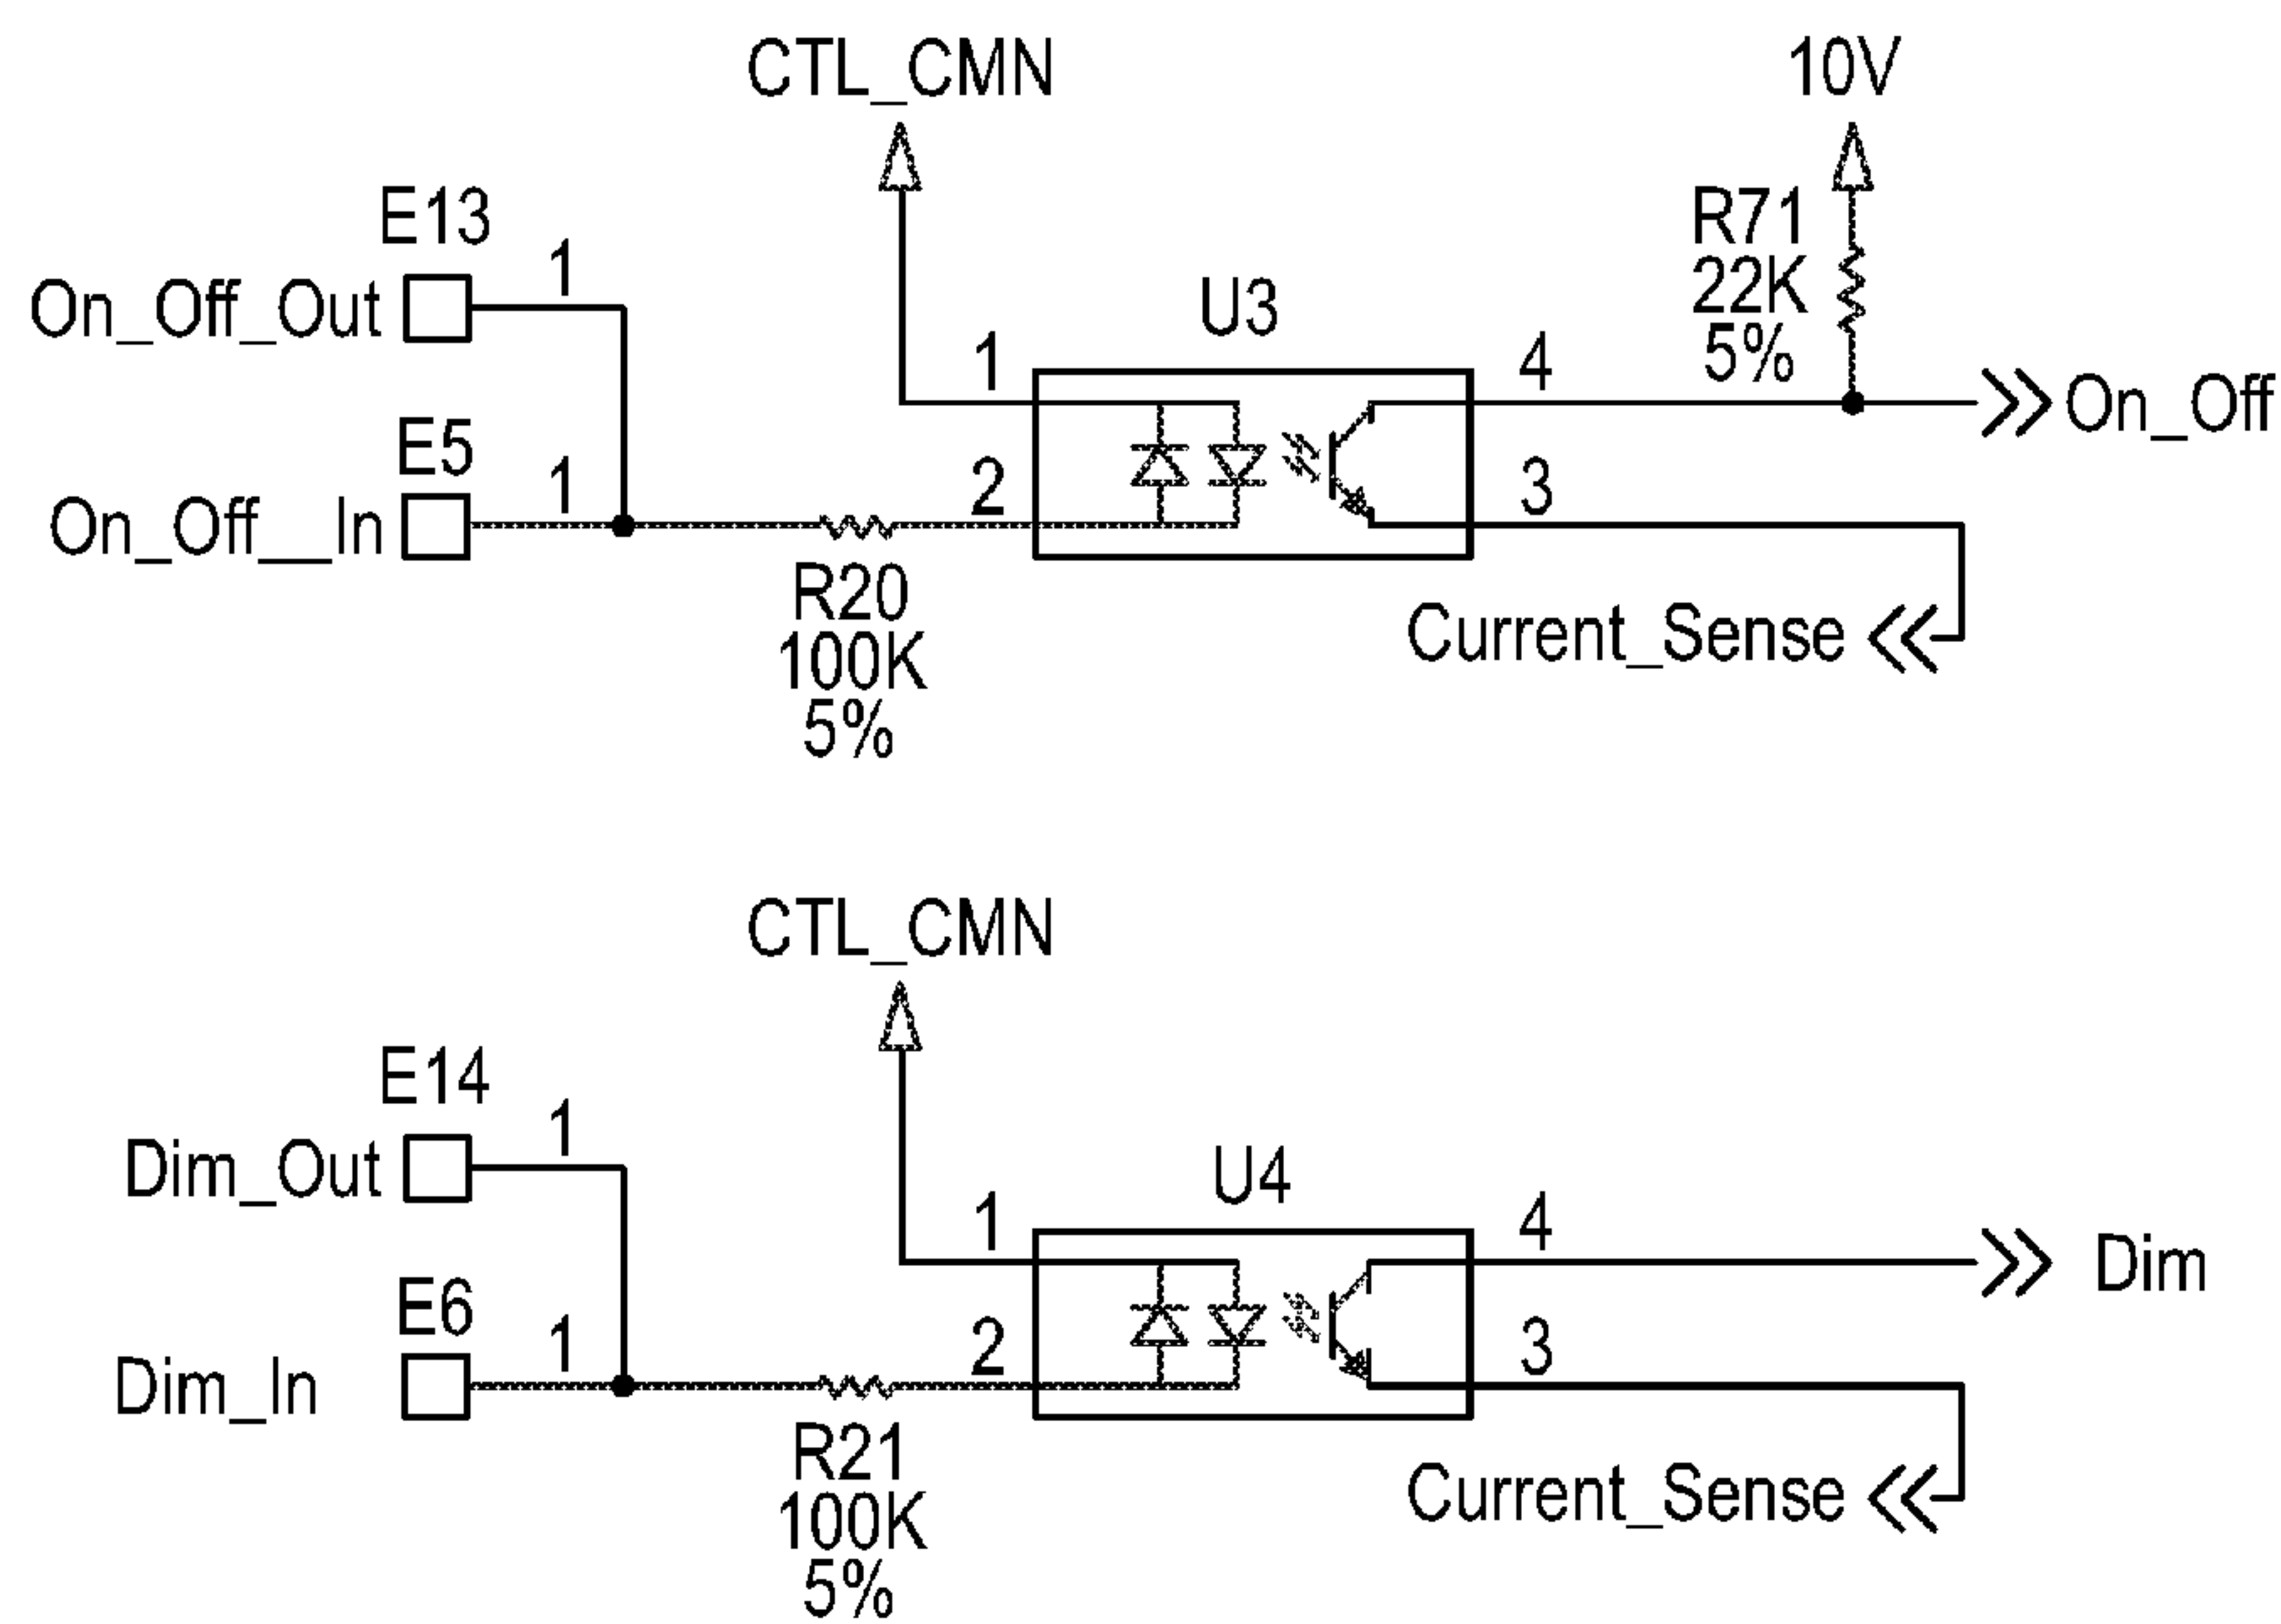 CTL_CMN
10V
E13
1
On_Off_Out
R71
22K
5%
U3
1
4
On_Off
E5
1
2
3
On_Off__In
R20
100K
5%
Current_Sense
CTL_CMN
E14
1
Dim_Out
U4
1
4
Dim
E6
1
2
3
Dim_In
R21
100K
5%
Current_Sense